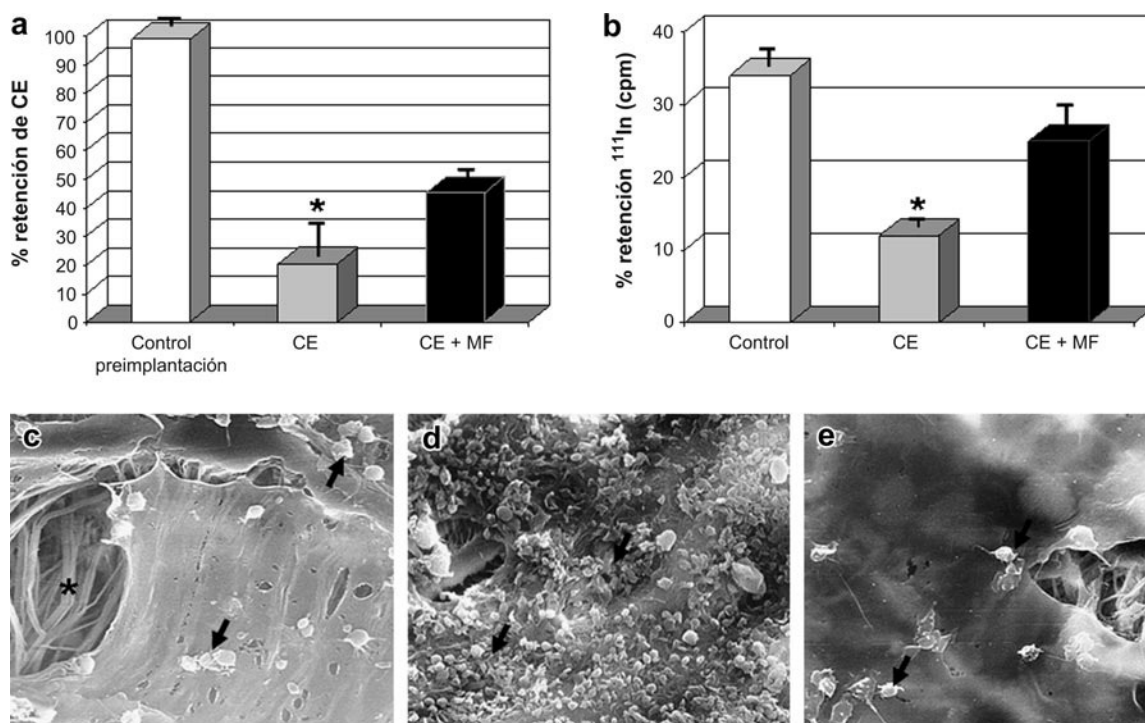 a
% retención de CE
100
90
80
70
60
50
40
30
20
10
0
*
Control
preimplantación
CE
CE + MF
b
% retención ¹¹¹In (cpm)
40
30
20
10
0
*
Control
CE
CE + MF
c
*
d
e